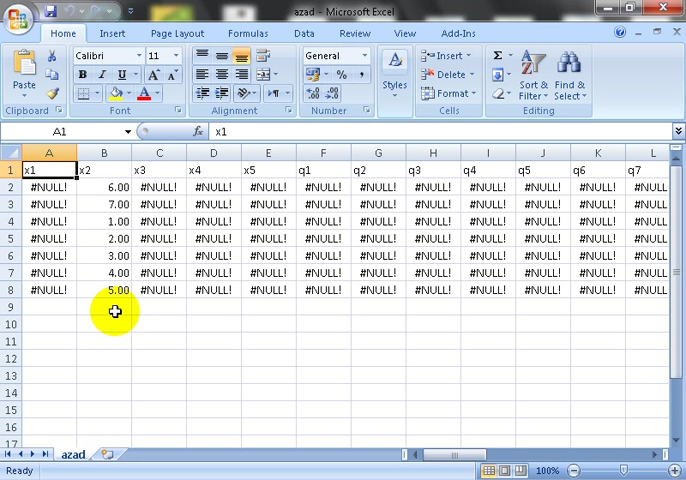 azad - Microsoft Excel
Home Insert Page Layout Formulas Data Review View Add-Ins
Calibri 11 General Insert Σ
Paste B I U $ % , Styles Delete Sort & Filter Find & Select
A A .0 .00 .00 .0 Format
Clipboard Font Alignment Number Cells Editing
A1 fx x1
A B C D E F G H I J K L
1 x1 x2 x3 x4 x5 q1 q2 q3 q4 q5 q6 q7
2 #NULL! 6.00 #NULL! #NULL! #NULL! #NULL! #NULL! #NULL! #NULL! #NULL! #NULL! #NULL!
3 #NULL! 7.00 #NULL! #NULL! #NULL! #NULL! #NULL! #NULL! #NULL! #NULL! #NULL! #NULL!
4 #NULL! 1.00 #NULL! #NULL! #NULL! #NULL! #NULL! #NULL! #NULL! #NULL! #NULL! #NULL!
5 #NULL! 2.00 #NULL! #NULL! #NULL! #NULL! #NULL! #NULL! #NULL! #NULL! #NULL! #NULL!
6 #NULL! 3.00 #NULL! #NULL! #NULL! #NULL! #NULL! #NULL! #NULL! #NULL! #NULL! #NULL!
7 #NULL! 4.00 #NULL! #NULL! #NULL! #NULL! #NULL! #NULL! #NULL! #NULL! #NULL! #NULL!
8 #NULL! 5.00 #NULL! #NULL! #NULL! #NULL! #NULL! #NULL! #NULL! #NULL! #NULL! #NULL!
9
10
11
12
13
14
15
16
17
azad
Ready 100%